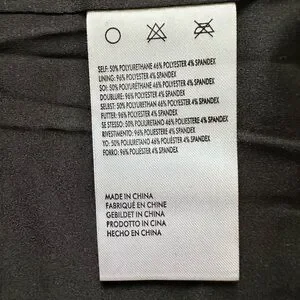 SELF: 50% POLYURETHANE 46% POLYESTER 4% SPANDEX
LINING: 96% POLYESTER 4% SPANDEX
SOI: 50% POLYURETHANE 46% POLYESTER 4% SPANDEX
DOUBLURE: 96% POLYESTER 4% SPANDEX
SELBST: 50% POLYURETHAN 46% POLYESTER 4% SPANDEX
FUTTER: 96% POLYESTER 4% SPANDEX
SE STESSO: 50% POLIURETANO 46% POLIESTERE 4% SPANDEX
RIVESTIMENTO: 96% POLIESTERE 4% SPANDEX
YO: 50% POLIURETANO 46% POLIÉSTER 4% SPANDEX
FORRO: 96% POLIÉSTER 4% SPANDEX
MADE IN CHINA
FABRIQUÉ EN CHINE
GEBILDET IN CHINA
PRODOTTO IN CINA
HECHO EN CHINA